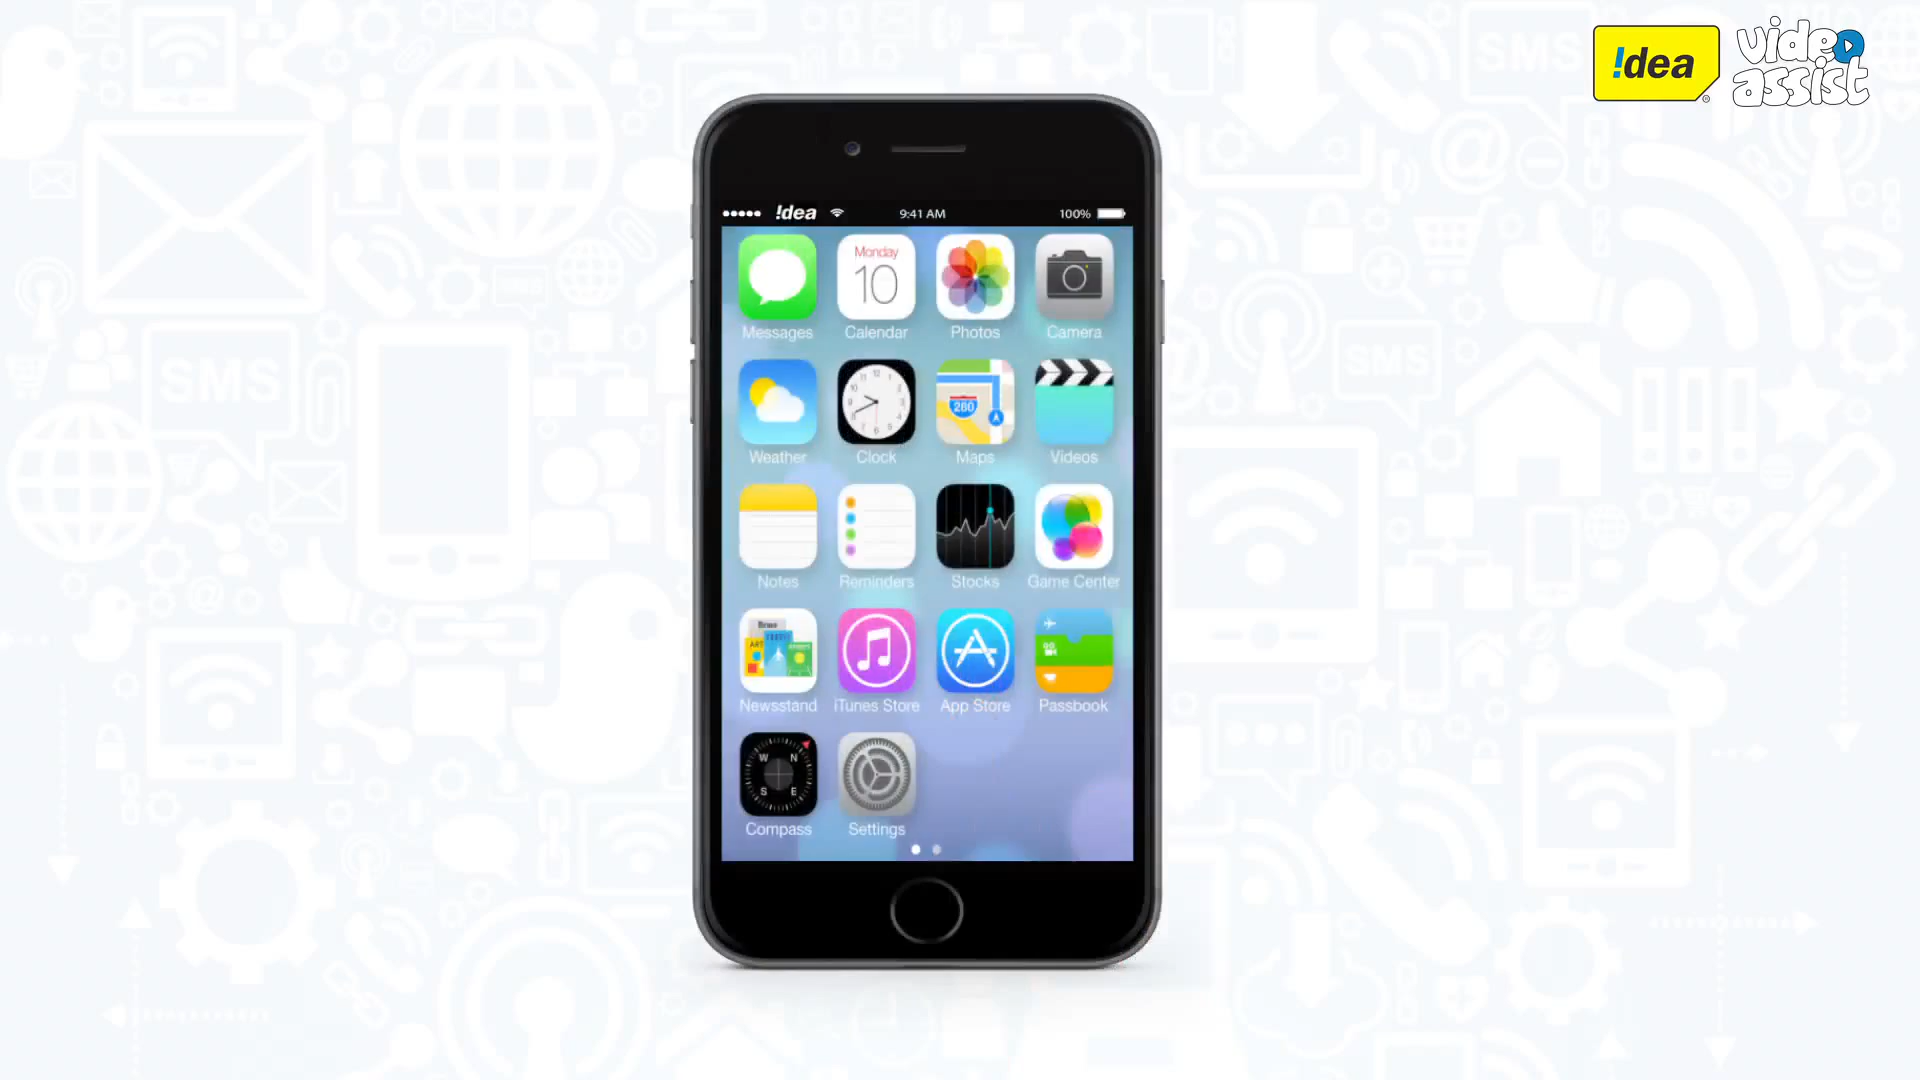 !dea
video
assist
!dea 9:41 AM 100%
Monday
10
Messages Calendar Photos Camera
280
Weather Clock Maps Videos
Notes Reminders Stocks Game Center
Newsstand iTunes Store App Store Passbook
W N
S E
Compass Settings
SMS
SMS
SMS